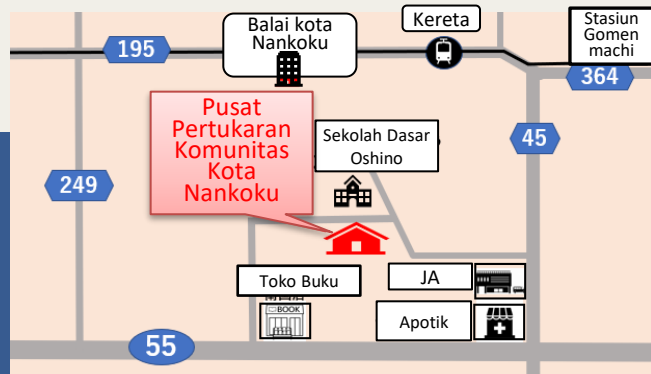 Balai kota
Nankoku
Kereta
Stasiun
Gomen
machi
195
364
Pusat
Pertukaran
Komunitas
Kota
Nankoku
Sekolah Dasar
Oshino
45
249
Toko Buku
BOOK
JA
Apotik
55